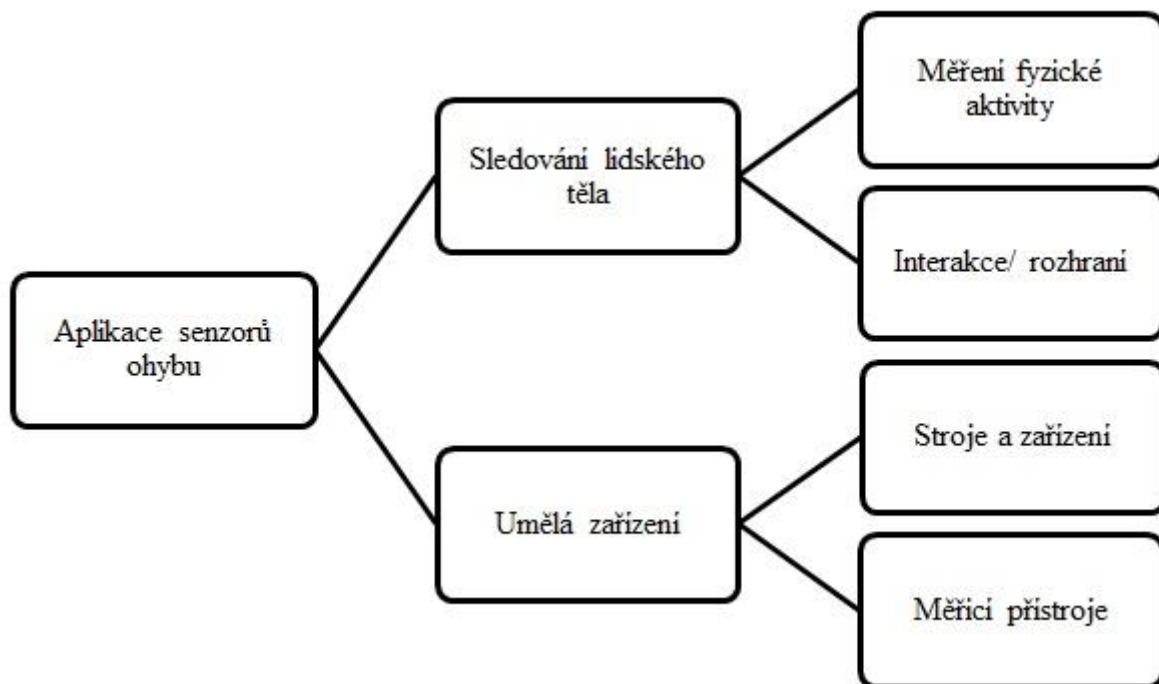 Měření fyzické
aktivity
Sledování lidského
těla
Interakce/ rozhraní
Aplikace senzorů
ohybu
Stroje a zařízení
Umělá zařízení
Měřicí přístroje